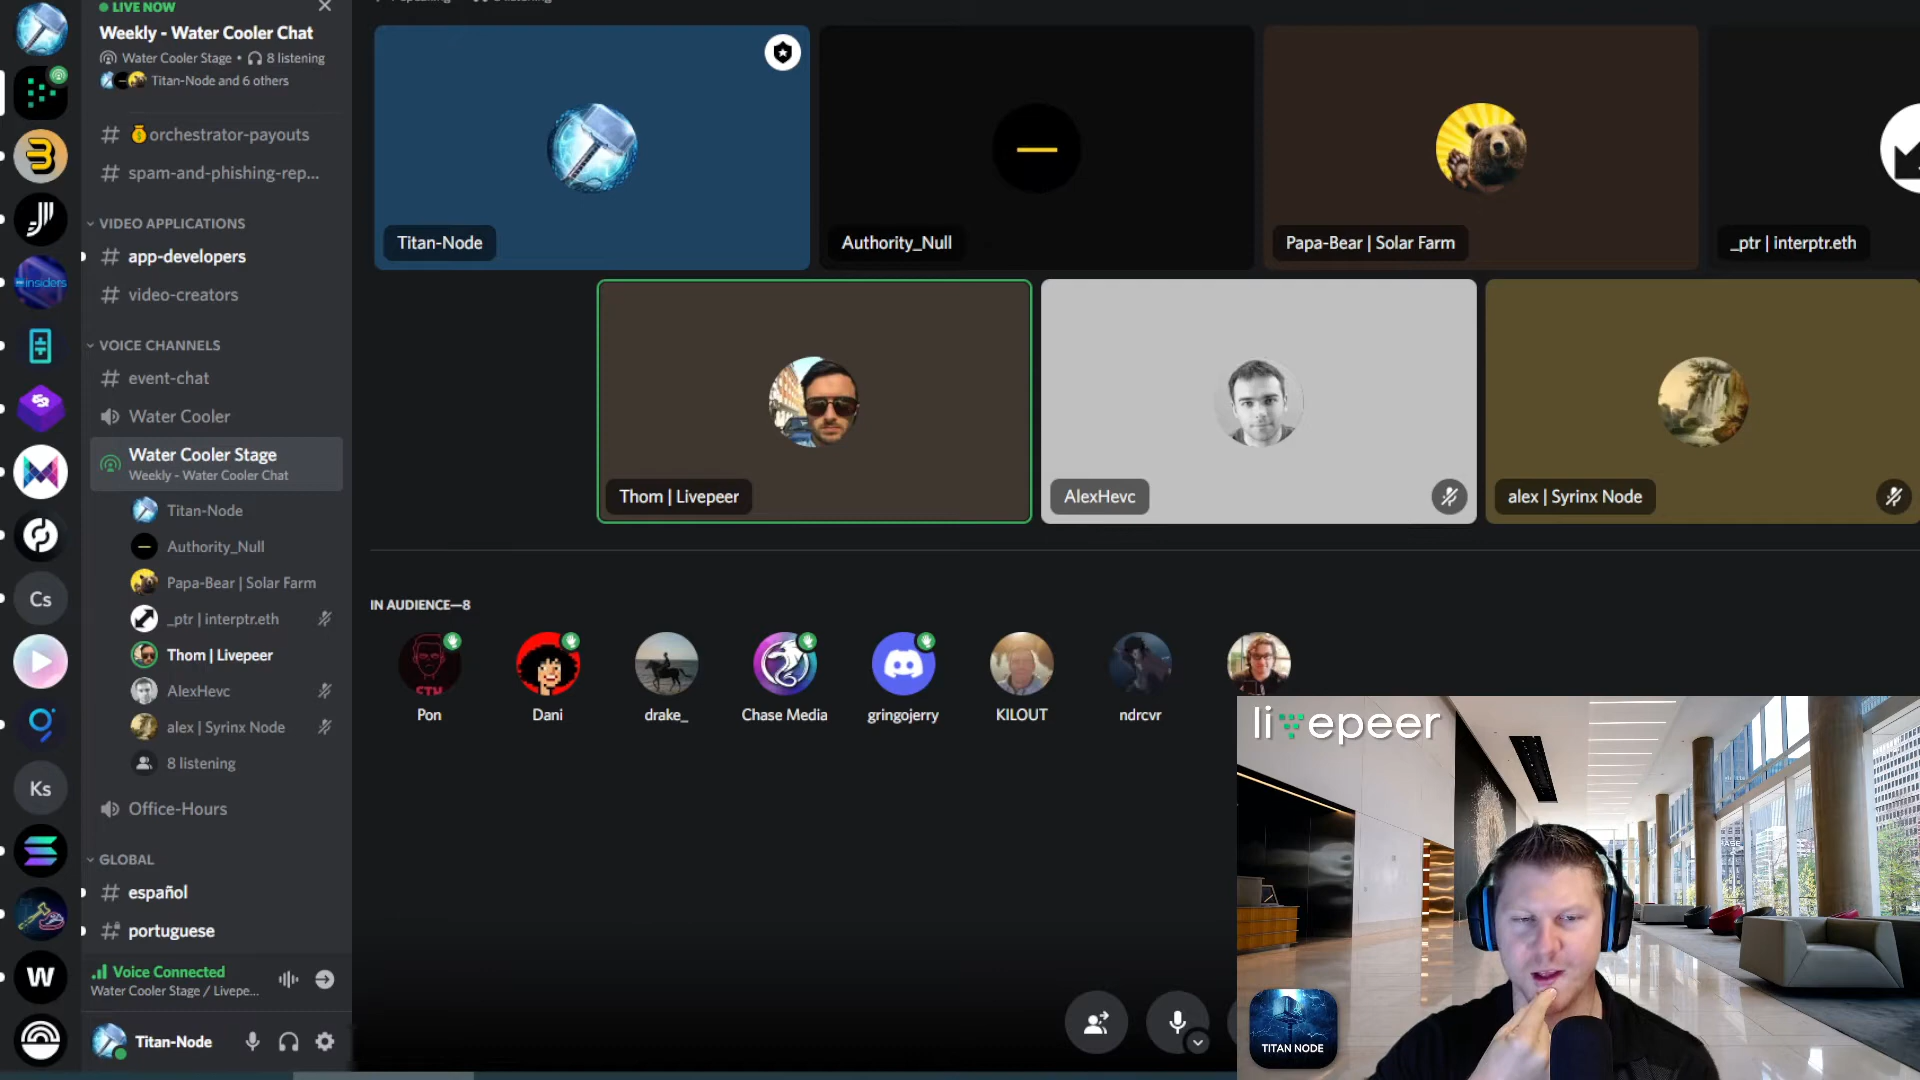 LIVE NOW
Weekly - Water Cooler Chat
Water Cooler Stage • 8 listening
Titan-Node and 6 others
orchestrator-payouts
spam-and-phishing-rep...
VIDEO APPLICATIONS
app-developers
video-creators
VOICE CHANNELS
event-chat
Water Cooler
Water Cooler Stage
Weekly - Water Cooler Chat
Titan-Node
Authority_Null
Papa-Bear | Solar Farm
_ptr | interptr.eth
Thom | Livepeer
AlexHevc
alex | Syrinx Node
8 listening
Office-Hours
GLOBAL
español
portuguese
Voice Connected
Water Cooler Stage / Livepe...
Titan-Node
insiders
Cs
Ks
W
Titan-Node
Authority_Null
Papa-Bear | Solar Farm
_ptr | interptr.eth
Thom | Livepeer
AlexHevc
alex | Syrinx Node
IN AUDIENCE—8
Pon
Dani
drake_
Chase Media
gringojerry
KILOUT
ndrcvr
livepeer
TITAN NODE